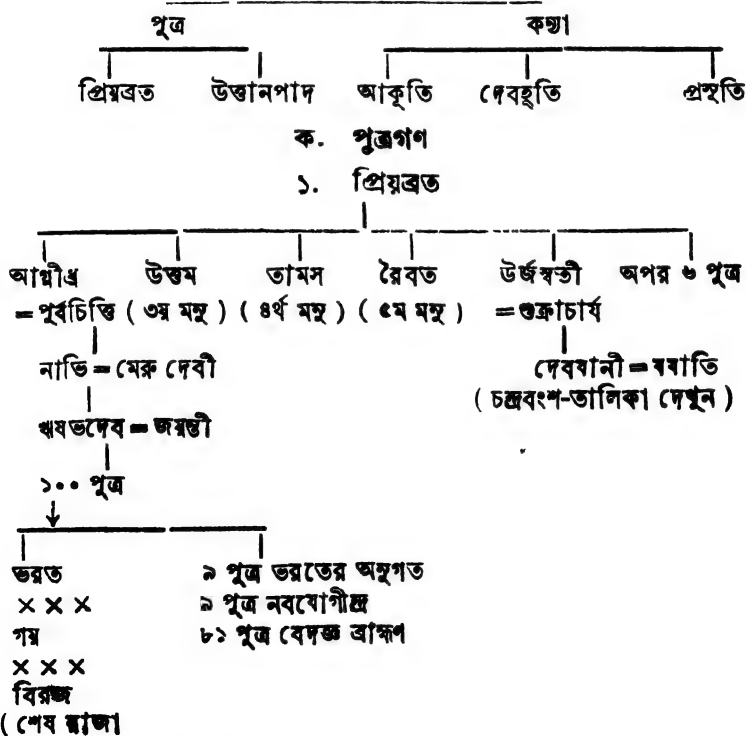 পুত্র কন্যা
প্রিয়ব্রত উত্তানপাদ আকূতি দেবহূতি প্রসূতি
ক. পুত্রগণ
১. প্রিয়ব্রত
আগ্নীধ্র উত্তম তামস রৈবত উর্জস্বতী অপর ৬ পুত্র
= পূর্বচিত্তি ( ৩য় মনু ) ( ৪র্থ মনু ) ( ৫ম মনু ) = শুক্রাচার্য
নাভি = মেরু দেবী দেবযানী = যযাতি
( চন্দ্রবংশ-তালিকা দেখুন )
ঋষভদেব = জয়ন্তী
১০০ পুত্র
ভরত ৯ পুত্র ভরতের অনুগত
× × × ৯ পুত্র নবযোগীন্দ্র
গয় ৮১ পুত্র বেদজ্ঞ ব্রাহ্মণ
× × ×
বিরজ
( শেষ রাজা